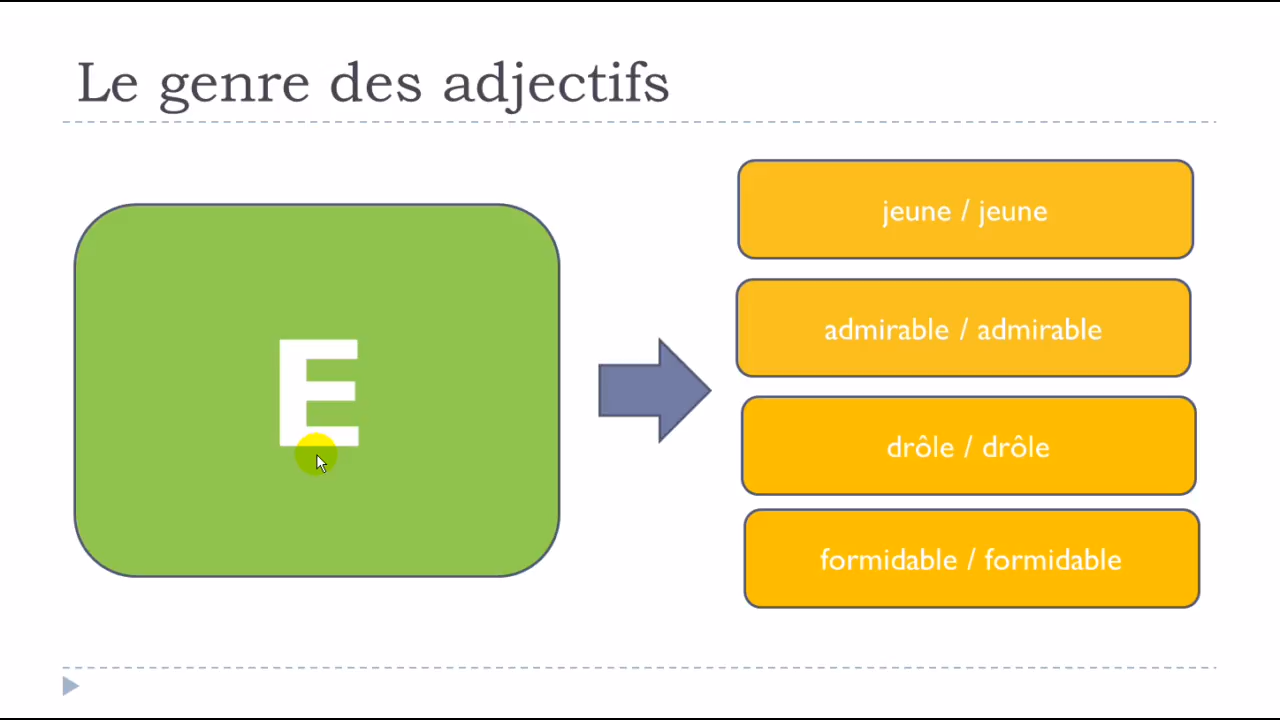 Le genre des adjectifs
E
jeune / jeune
admirable / admirable
drôle / drôle
formidable / formidable